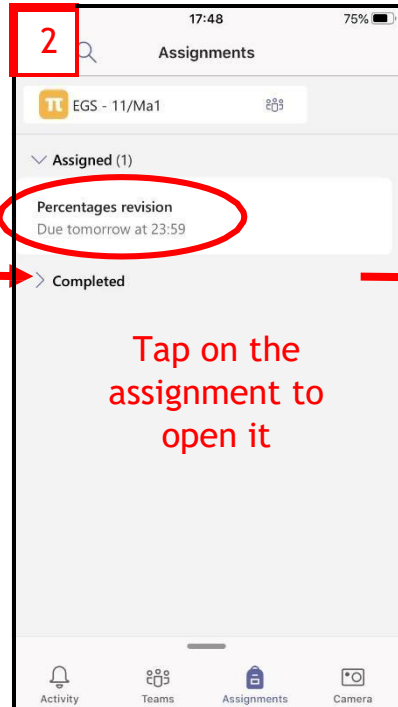 2
17:48
75%
Assignments
π EGS - 11/Ma1
Assigned (1)
Percentages revision
Due tomorrow at 23:59
Completed
Tap on the
assignment to
open it
Activity
Teams
Assignments
Camera